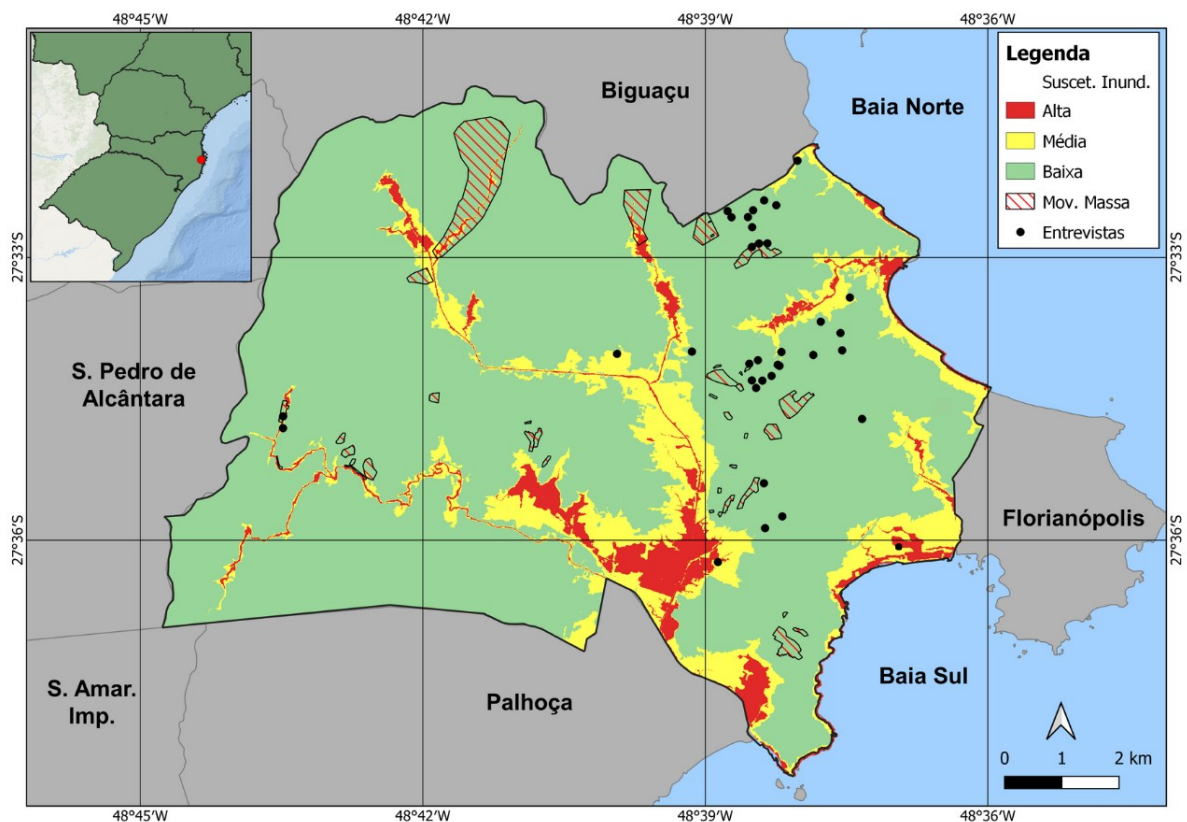 48°45'W 48°42'W 48°39'W 48°36'W
Legenda
Suscet. Inund.
Alta
Média
Baixa
Mov. Massa
Entrevistas
Biguaçu
Baia Norte
27°33'S
27°33'S
S. Pedro de
Alcântara
Florianópolis
27°36'S
27°36'S
S. Amar.
Imp.
Palhoça
Baia Sul
0 1 2 km
48°45'W 48°42'W 48°39'W 48°36'W